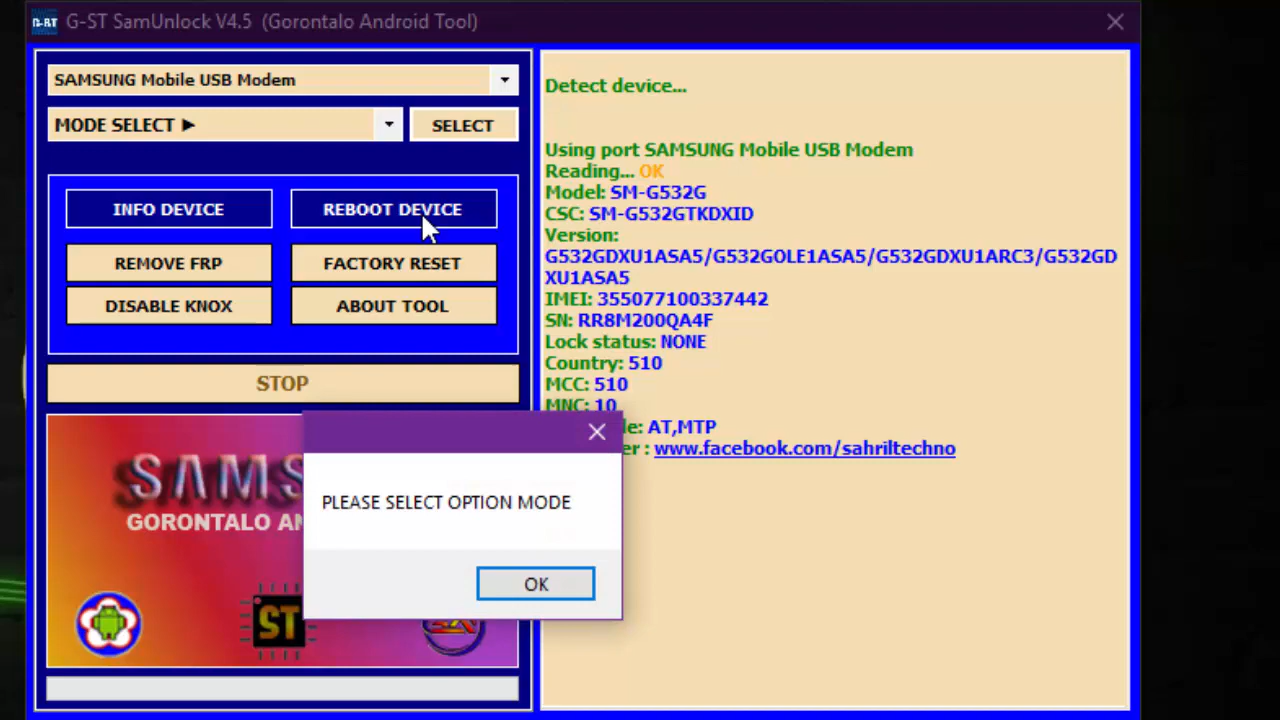 G-ST SamUnlock V4.5 (Gorontalo Android Tool)
SAMSUNG Mobile USB Modem
MODE SELECT ►
SELECT
INFO DEVICE
REBOOT DEVICE
REMOVE FRP
FACTORY RESET
DISABLE KNOX
ABOUT TOOL
STOP
SAMS
GORONTALO AN
ST
Detect device...
Using port SAMSUNG Mobile USB Modem
Reading... OK
Model: SM-G532G
CSC: SM-G532GTKDXID
Version:
G532GDXU1ASA5/G532GOLE1ASA5/G532GDXU1ARC3/G532GD
XU1ASA5
IMEI: 355077100337442
SN: RR8M200QA4F
Lock status: NONE
Country: 510
MCC: 510
MNC: 10
de: AT,MTP
er : www.facebook.com/sahriltechno
PLEASE SELECT OPTION MODE
OK